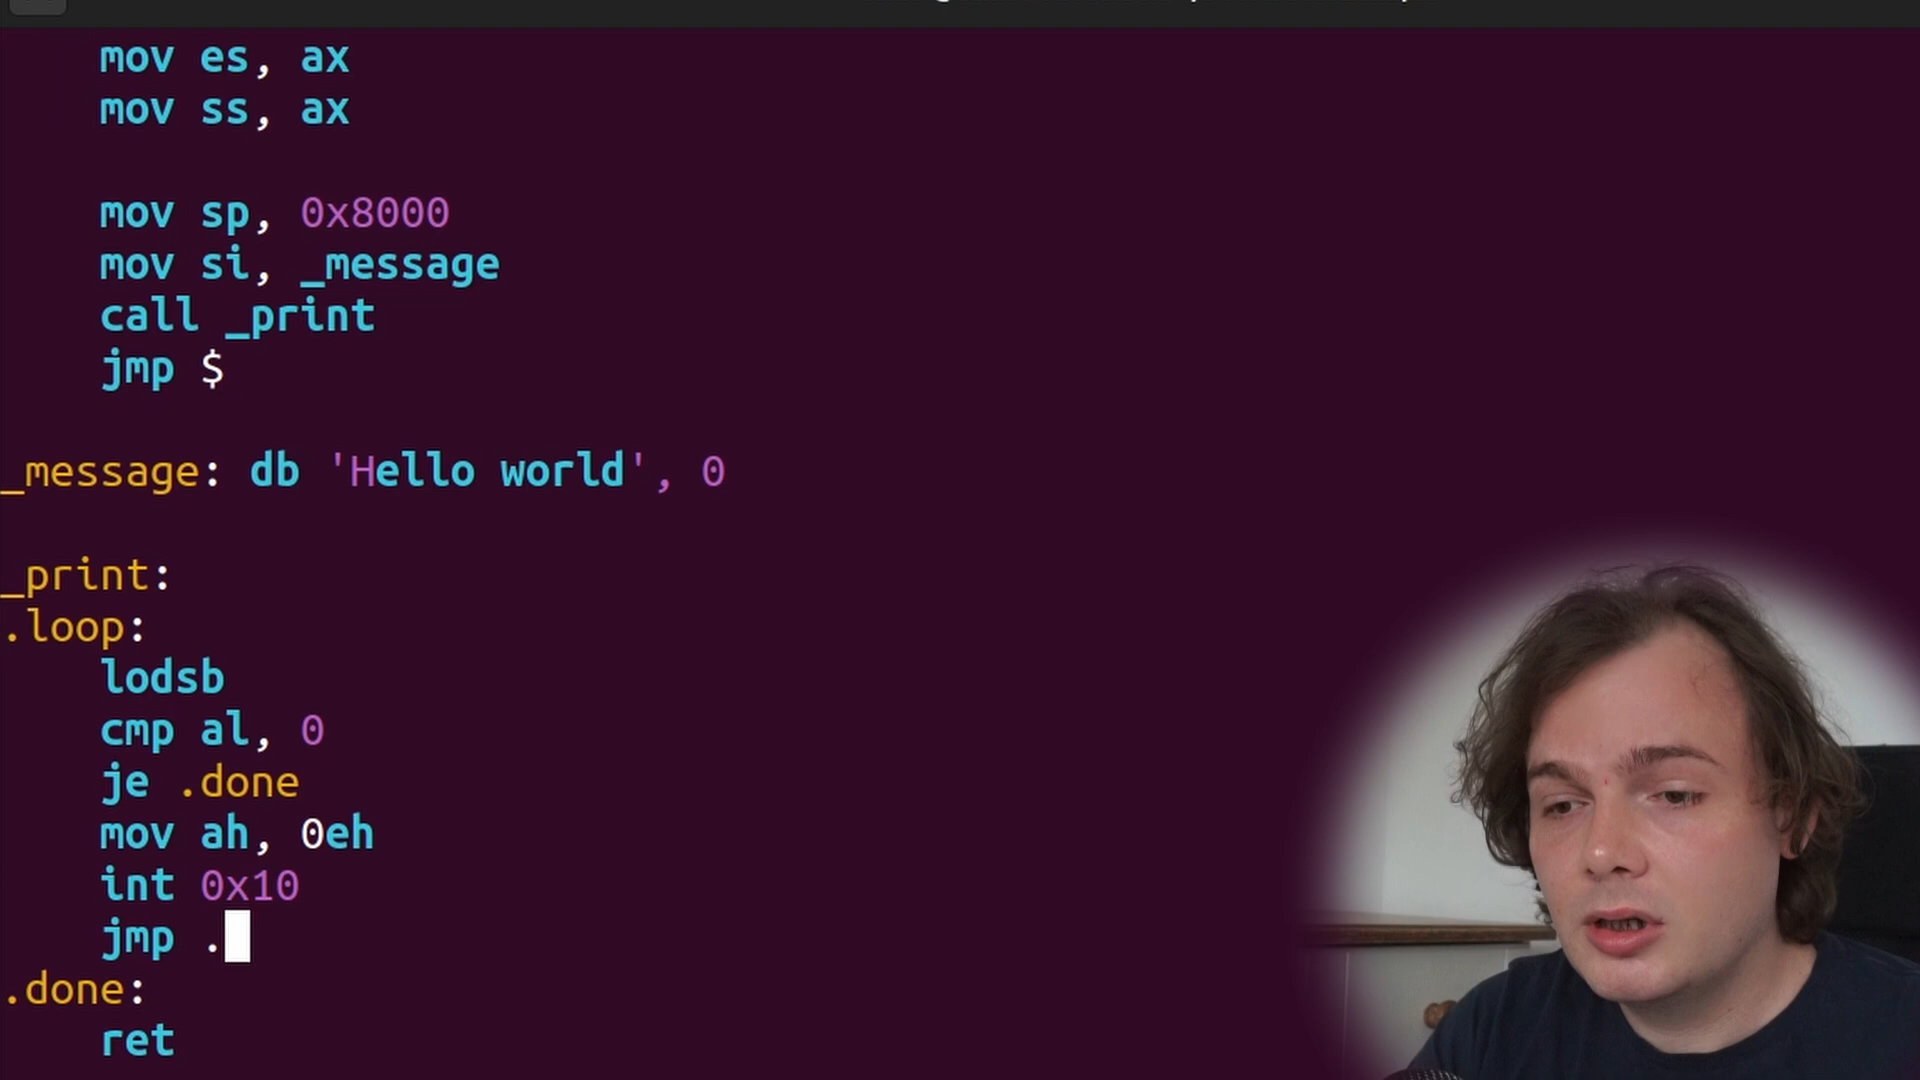 mov es, ax
mov ss, ax
mov sp, 0x8000
mov si, _message
call _print
jmp $
_message: db 'Hello world', 0
_print:
.loop:
lodsb
cmp al, 0
je .done
mov ah, 0eh
int 0x10
jmp .
.done:
ret